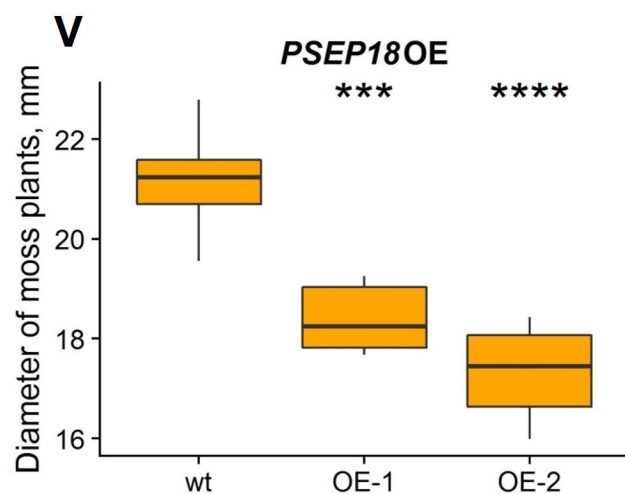 V
PSEP18OE
*** ****
Diameter of moss plants, mm
22
20
18
16
wt OE-1 OE-2